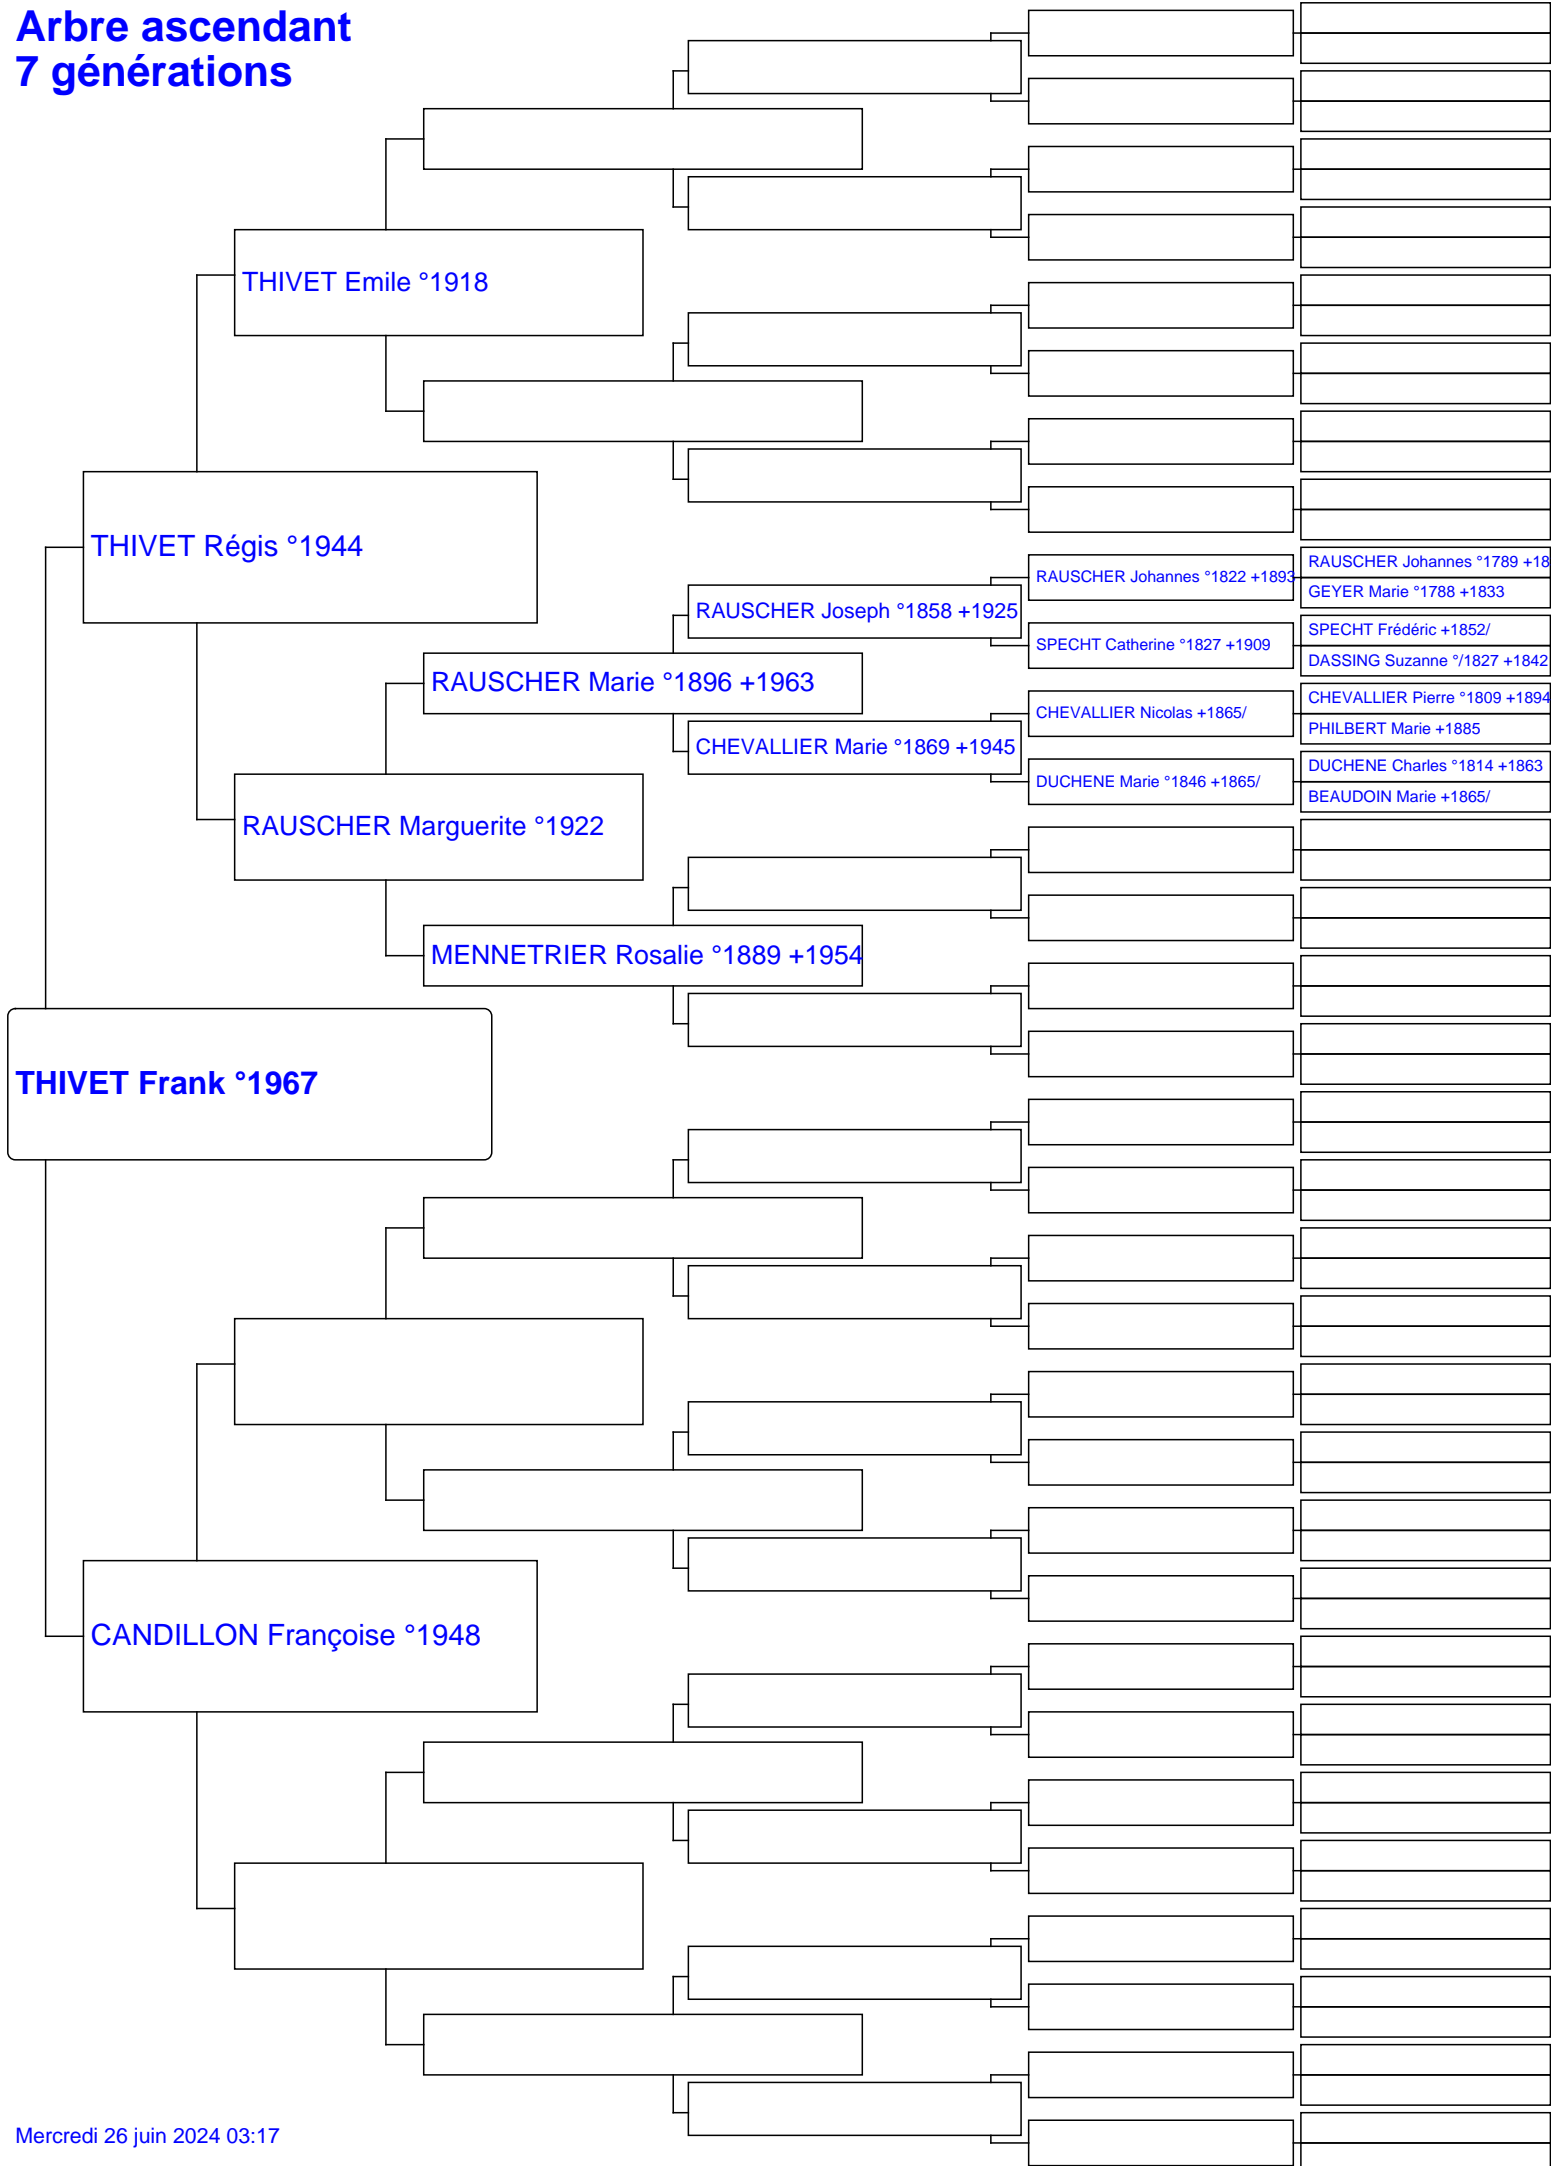 Arbre ascendant
7 générations
THIVET Emile °1918
THIVET Régis °1944
RAUSCHER Johannes °1789 +18
RAUSCHER Johannes °1822 +1893
GEYER Marie °1788 +1833
RAUSCHER Joseph °1858 +1925
SPECHT Frédéric +1852/
SPECHT Catherine °1827 +1909
DASSING Suzanne °/1827 +1842
RAUSCHER Marie °1896 +1963
CHEVALLIER Pierre °1809 +1894
CHEVALLIER Nicolas +1865/
PHILBERT Marie +1885
CHEVALLIER Marie °1869 +1945
DUCHENE Charles °1814 +1863
DUCHENE Marie °1846 +1865/
BEAUDOIN Marie +1865/
RAUSCHER Marguerite °1922
MENNETRIER Rosalie °1889 +1954
THIVET Frank °1967
CANDILLON Françoise °1948
Mercredi 26 juin 2024 03:17